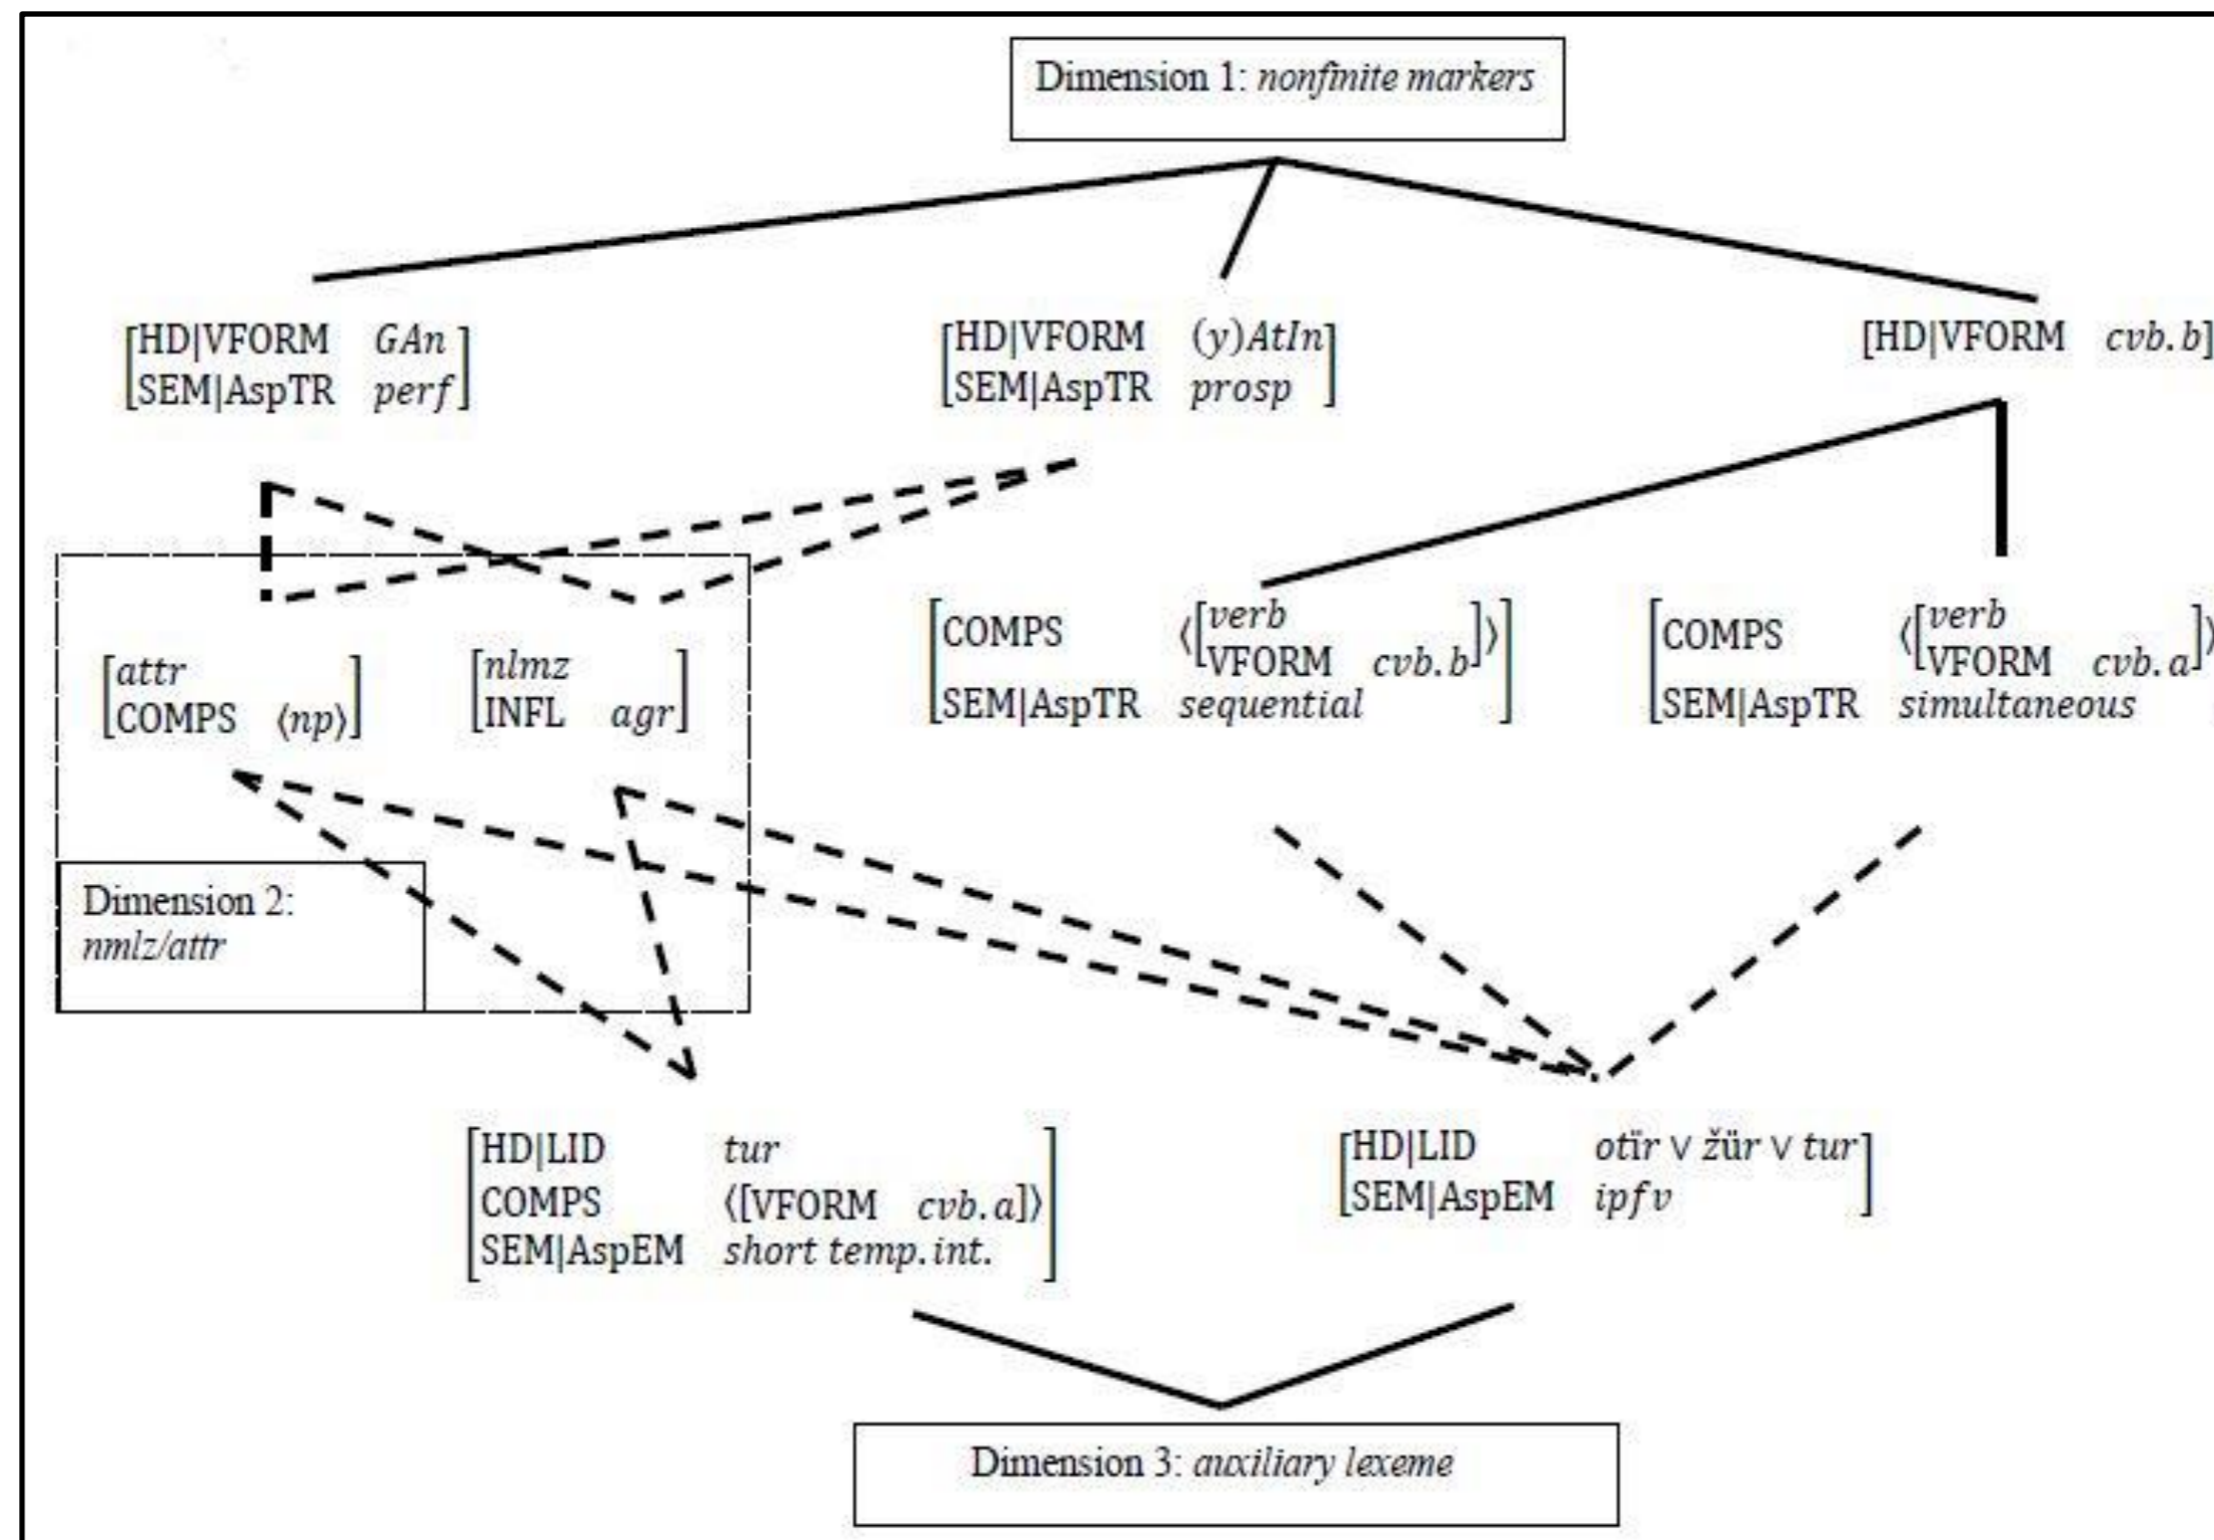 Dimension 1: nonfinite markers
[HD|VFORM GAn
SEM|AspTR perf]
[HD|VFORM (y)AtIn
SEM|AspTR prosp]
[HD|VFORM cvb.b]
[attr
COMPS ⟨np⟩]
[nlmz
INFL agr]
[COMPS ⟨[verb
VFORM cvb.b]⟩
SEM|AspTR sequential]
[COMPS ⟨[verb
VFORM cvb.a]⟩
SEM|AspTR simultaneous
Dimension 2:
nmlz/attr
[HD|LID tur
COMPS ⟨[VFORM cvb.a]⟩
SEM|AspEM short temp.int.]
[HD|LID otïr ∨ žür ∨ tur
SEM|AspEM ipfv]
Dimension 3: auxiliary lexeme